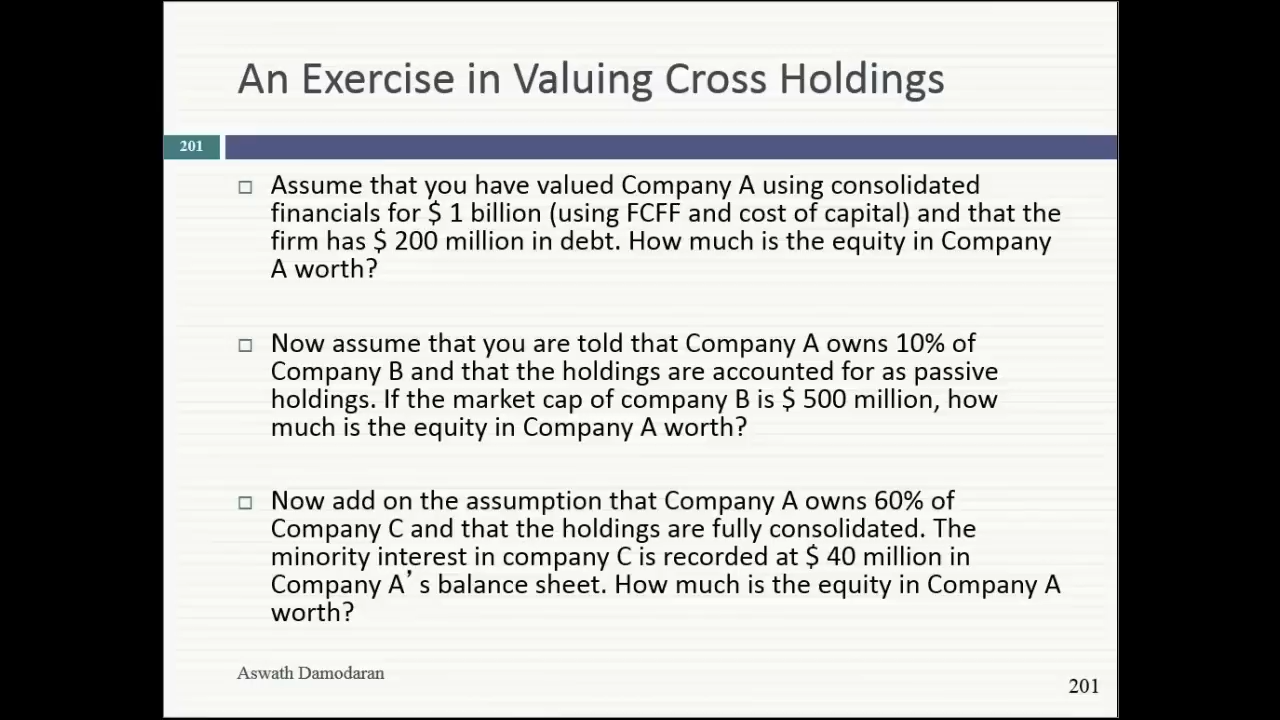 An Exercise in Valuing Cross Holdings
201
Assume that you have valued Company A using consolidated
financials for $ 1 billion (using FCFF and cost of capital) and that the
firm has $ 200 million in debt. How much is the equity in Company
A worth?
Now assume that you are told that Company A owns 10% of
Company B and that the holdings are accounted for as passive
holdings. If the market cap of company B is $ 500 million, how
much is the equity in Company A worth?
Now add on the assumption that Company A owns 60% of
Company C and that the holdings are fully consolidated. The
minority interest in company C is recorded at $ 40 million in
Company A’s balance sheet. How much is the equity in Company A
worth?
Aswath Damodaran
201